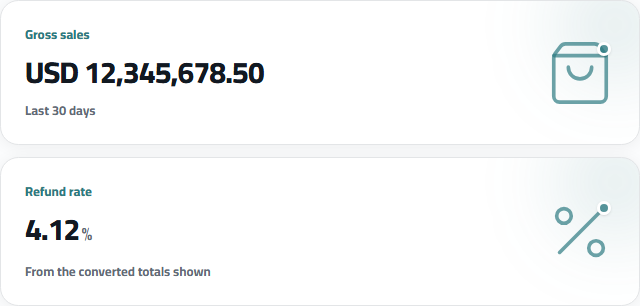 Gross sales
USD 12,345,678.50
Last 30 days
Refund rate
4.12%
From the converted totals shown